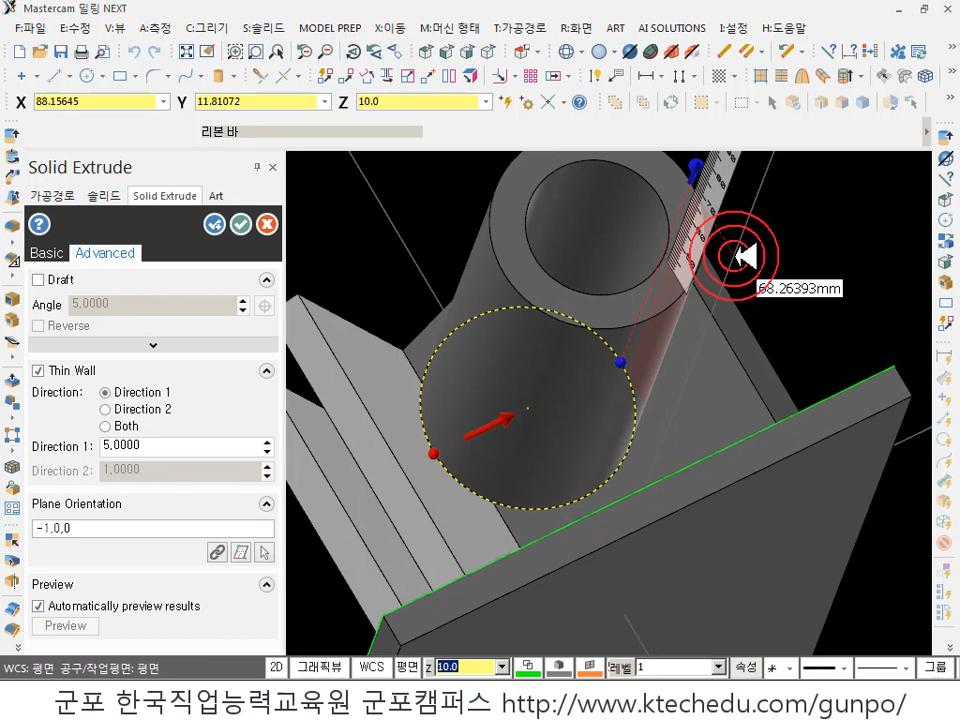 Mastercam 밀링 NEXT
F:파일 E:수정 V:뷰 A:측정 C:그리기 S:솔리드 MODEL PREP X:이동 M:머신 형태 T:가공경로 R:화면 ART AI SOLUTIONS I:설정 H:도움말
X 88.15645 Y 11.81072 Z 10.0
리본 바
Solid Extrude
가공경로 솔리드 Solid Extrude Art
Basic Advanced
Draft
Angle 5.0000
Reverse
Thin Wall
Direction: Direction 1
Direction 2
Both
Direction 1: 5.0000
Direction 2: 1.0000
Plane Orientation
-1,0,0
Preview
Automatically preview results
Preview
68.26393mm
WCS: 평면 공구/작업평면: 평면 2D 그래픽뷰 WCS 평면 Z 10.0 레벨 1 속성 그룹
군포 한국직업능력교육원 군포캠퍼스 http://www.ktechedu.com/gunpo/